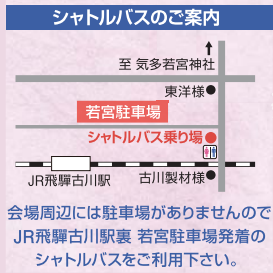 シャトルバスのご案内
至 気多若宮神社
東洋様
若宮駐車場
シャトルバス乗り場
JR飛騨古川駅
古川製材様
会場周辺には駐車場がありませんので
JR飛騨古川駅裏 若宮駐車場発着の
シャトルバスをご利用下さい。